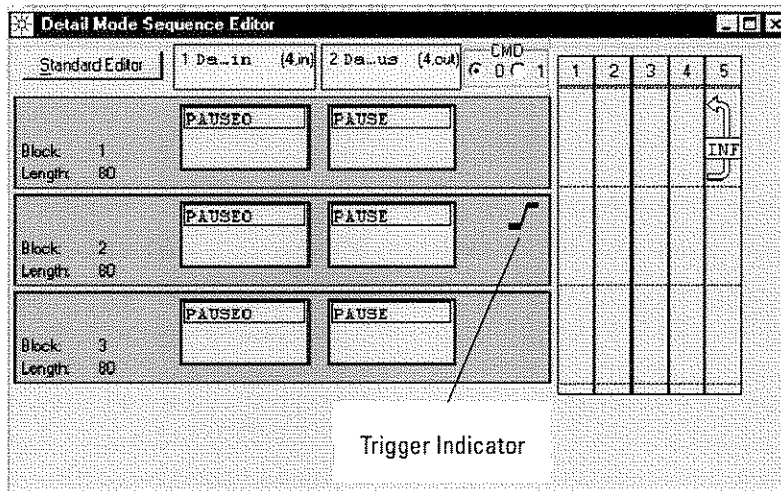 Detail Mode Sequence Editor
Standard Editor
1 Da...in (4,in)
2 Da...us (4,out)
CMD
0 1
1 2 3 4 5
PAUSE0 PAUSE
Block: 1
Length: 80
INF
PAUSE0 PAUSE
Block: 2
Length: 80
PAUSE0 PAUSE
Block: 3
Length: 80
Trigger Indicator